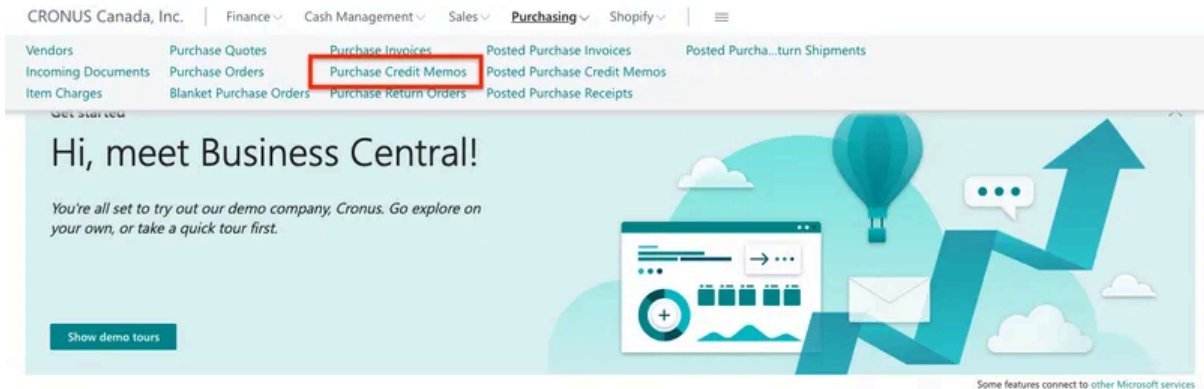 CRONUS Canada, Inc. Finance Cash Management Sales Purchasing Shopify
Vendors Purchase Quotes Purchase Invoices Posted Purchase Invoices Posted Purcha...turn Shipments
Incoming Documents Purchase Orders Purchase Credit Memos Posted Purchase Credit Memos
Item Charges Blanket Purchase Orders Purchase Return Orders Posted Purchase Receipts
Get started
Hi, meet Business Central!
You're all set to try out our demo company, Cronus. Go explore on
your own, or take a quick tour first.
Show demo tours
Some features connect to other Microsoft services